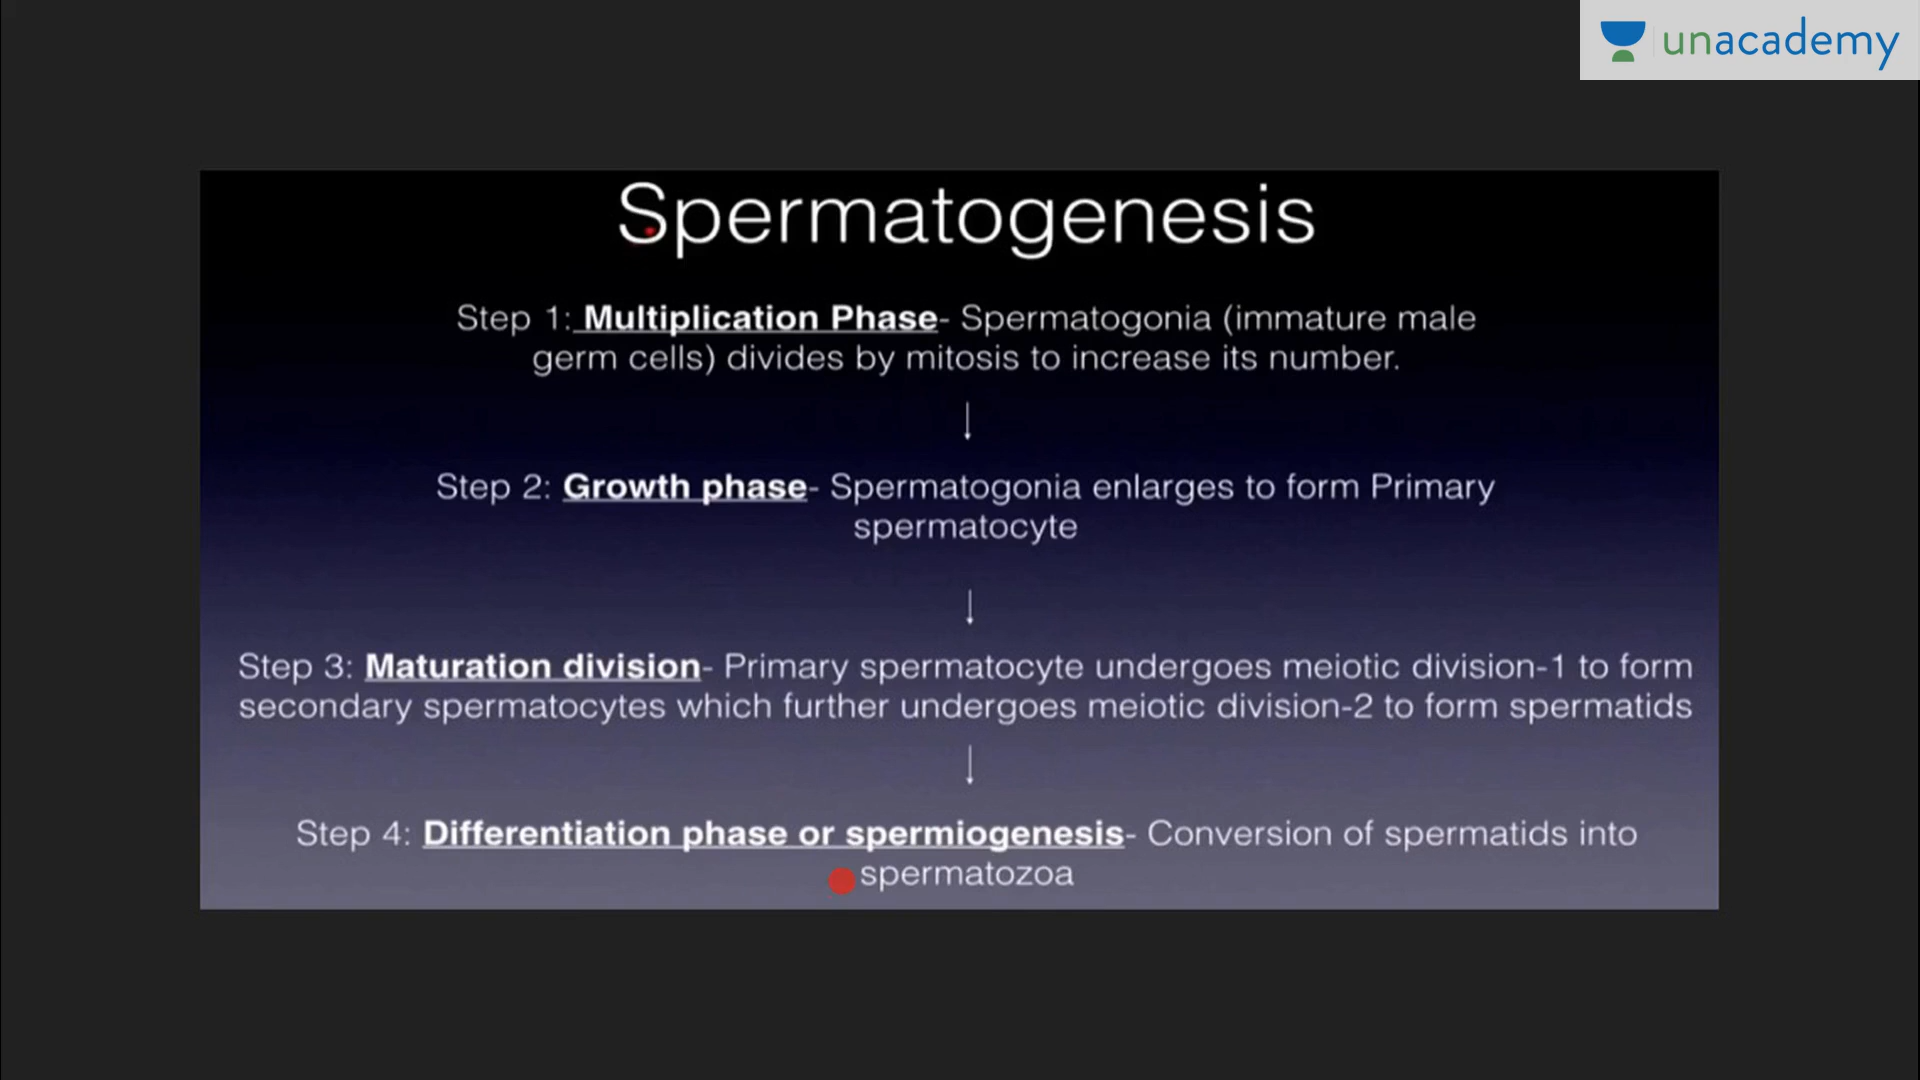 unacademy
Spermatogenesis
Step 1: Multiplication Phase- Spermatogonia (immature male
germ cells) divides by mitosis to increase its number.
Step 2: Growth phase- Spermatogonia enlarges to form Primary
spermatocyte
Step 3: Maturation division- Primary spermatocyte undergoes meiotic division-1 to form
secondary spermatocytes which further undergoes meiotic division-2 to form spermatids
Step 4: Differentiation phase or spermiogenesis- Conversion of spermatids into
spermatozoa